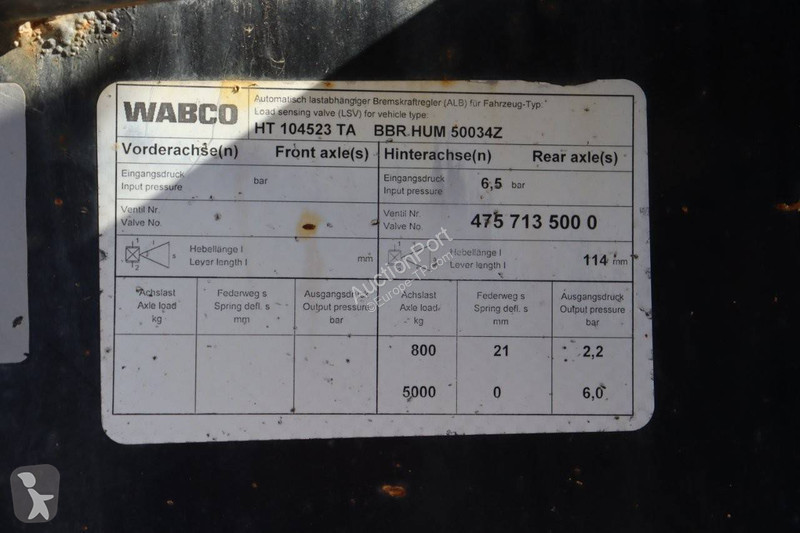 WABCO
Automatisch lastabhängiger Bremskraftregler (ALB) für Fahrzeug-Typ:
Load sensing valve (LSV) for vehicle type:
HT 104523 TA BBR HUM 50034Z
Vorderachse(n) Front axle(s) Hinterachse(n) Rear axle(s)
Eingangsdruck Eingangsdruck
Input pressure bar Input pressure 6,5 bar
Ventil Nr. Ventil Nr.
Valve No. Valve No. 475 713 500 0
Hebellänge l Hebellänge l
Lever length l mm Lever length l 114 mm
Achslast Federweg s Ausgangsdruck Achslast Federweg s Ausgangsdruck
Axle load Spring defl. s Output pressure Axle load Spring defl. s Output pressure
kg mm bar kg mm bar
800 21 2,2
5000 0 6,0
AuctionPort